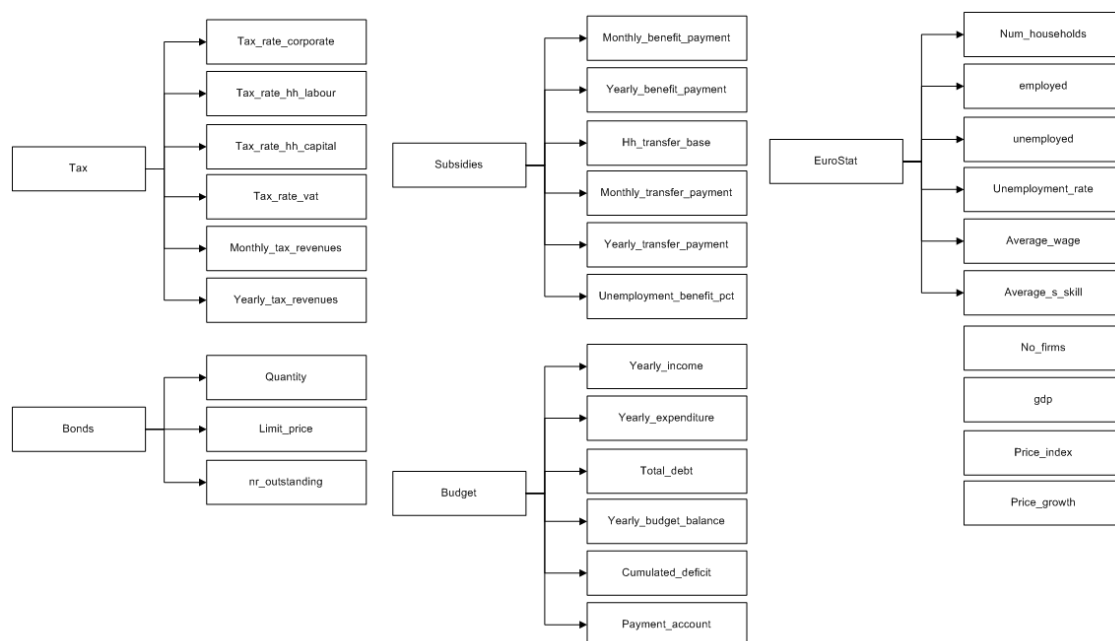 Tax
Tax_rate_corporate
Tax_rate_hh_labour
Tax_rate_hh_capital
Tax_rate_vat
Monthly_tax_revenues
Yearly_tax_revenues
Subsidies
Monthly_benefit_payment
Yearly_benefit_payment
Hh_transfer_base
Monthly_transfer_payment
Yearly_transfer_payment
Unemployment_benefit_pct
EuroStat
Num_households
employed
unemployed
Unemployment_rate
Average_wage
Average_s_skill
No_firms
gdp
Price_index
Price_growth
Bonds
Quantity
Limit_price
nr_outstanding
Budget
Yearly_income
Yearly_expenditure
Total_debt
Yearly_budget_balance
Cumulated_deficit
Payment_account